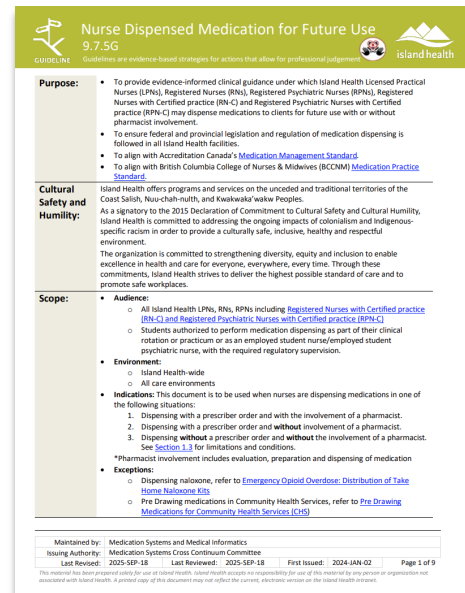 Nurse Dispensed Medication for Future Use
9.7.5G
GUIDELINE
Guidelines are evidence-based strategies for actions that allow for professional judgement
island health
Purpose:
• To provide evidence-informed clinical guidance under which Island Health Licensed Practical
Nurses (LPNs), Registered Nurses (RNs), Registered Psychiatric Nurses (RPNs), Registered
Nurses with Certified practice (RN-C) and Registered Psychiatric Nurses with Certified
practice (RPN-C) may dispense medications to clients for future use with or without
pharmacist involvement.
• To ensure federal and provincial legislation and regulation of medication dispensing is
followed in all Island Health facilities.
• To align with Accreditation Canada's Medication Management Standard.
• To align with British Columbia College of Nurses & Midwives (BCCNM) Medication Practice
Standard.
Cultural
Safety and
Humility:
Island Health offers programs and services on the unceded and traditional territories of the
Coast Salish, Nuu-chah-nulth, and Kwakwaka'wakw Peoples.
As a signatory to the 2015 Declaration of Commitment to Cultural Safety and Cultural Humility,
Island Health is committed to addressing the ongoing impacts of colonialism and Indigenous-
specific racism in order to provide a culturally safe, inclusive, healthy and respectful
environment.
The organization is committed to strengthening diversity, equity and inclusion to enable
excellence in health and care for everyone, everywhere, every time. Through these
commitments, Island Health strives to deliver the highest possible standard of care and to
promote safe workplaces.
Scope:
• Audience:
o All Island Health LPNs, RNs, RPNs including Registered Nurses with Certified practice
(RN-C) and Registered Psychiatric Nurses with Certified practice (RPN-C)
o Students authorized to perform medication dispensing as part of their clinical
rotation or practicum or as an employed student nurse/employed student
psychiatric nurse, with the required regulatory supervision.
• Environment:
o Island Health-wide
o All care environments
• Indications: This document is to be used when nurses are dispensing medications in one of
the following situations:
1. Dispensing with a prescriber order and with the involvement of a pharmacist.
2. Dispensing with a prescriber order and without involvement of a pharmacist.
3. Dispensing without a prescriber order and without the involvement of a pharmacist.
See Section 1.3 for limitations and conditions.
*Pharmacist involvement includes evaluation, preparation and dispensing of medication
• Exceptions:
o Dispensing naloxone, refer to Emergency Opioid Overdose: Distribution of Take
Home Naloxone Kits
o Pre Drawing medications in Community Health Services, refer to Pre Drawing
Medications for Community Health Services (CHS)
Maintained by: Medication Systems and Medical Informatics
Issuing Authority: Medication Systems Cross Continuum Committee
Last Revised: 2025-SEP-18 Last Reviewed: 2025-SEP-18 First Issued: 2024-JAN-02 Page 1 of 9
This material has been prepared solely for use at Island Health. Island Health accepts no responsibility for use of this material by any person or organization not
associated with Island Health. A printed copy of this document may not reflect the current, electronic version on the Island Health intranet.